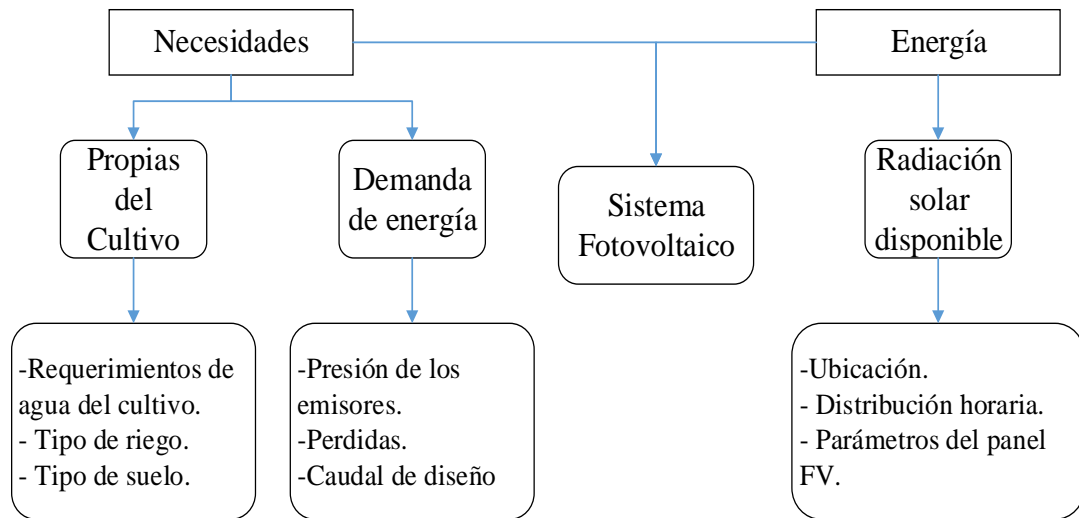 Necesidades
Energía
Propias
del
Cultivo
Demanda
de energía
Sistema
Fotovoltaico
Radiación
solar
disponible
-Requerimientos de
agua del cultivo.
- Tipo de riego.
- Tipo de suelo.
-Presión de los
emisores.
-Perdidas.
-Caudal de diseño
-Ubicación.
- Distribución horaria.
- Parámetros del panel
FV.